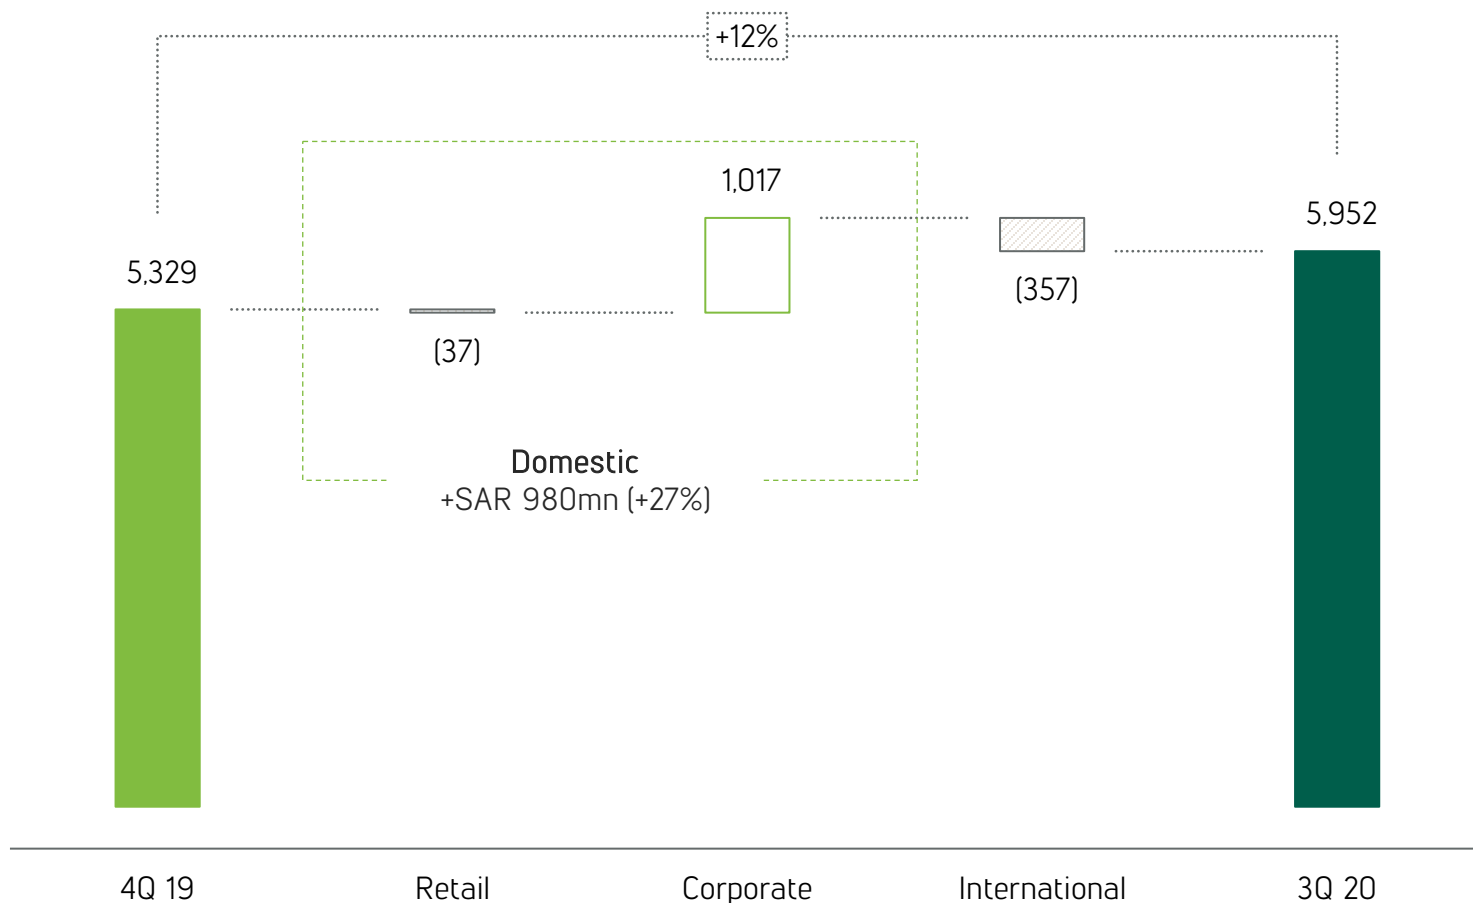 +12%
1,017
5,952
5,329
(357)
(37)
Domestic
+SAR 980mn (+27%)
4Q 19
Retail
Corporate
International
3Q 20